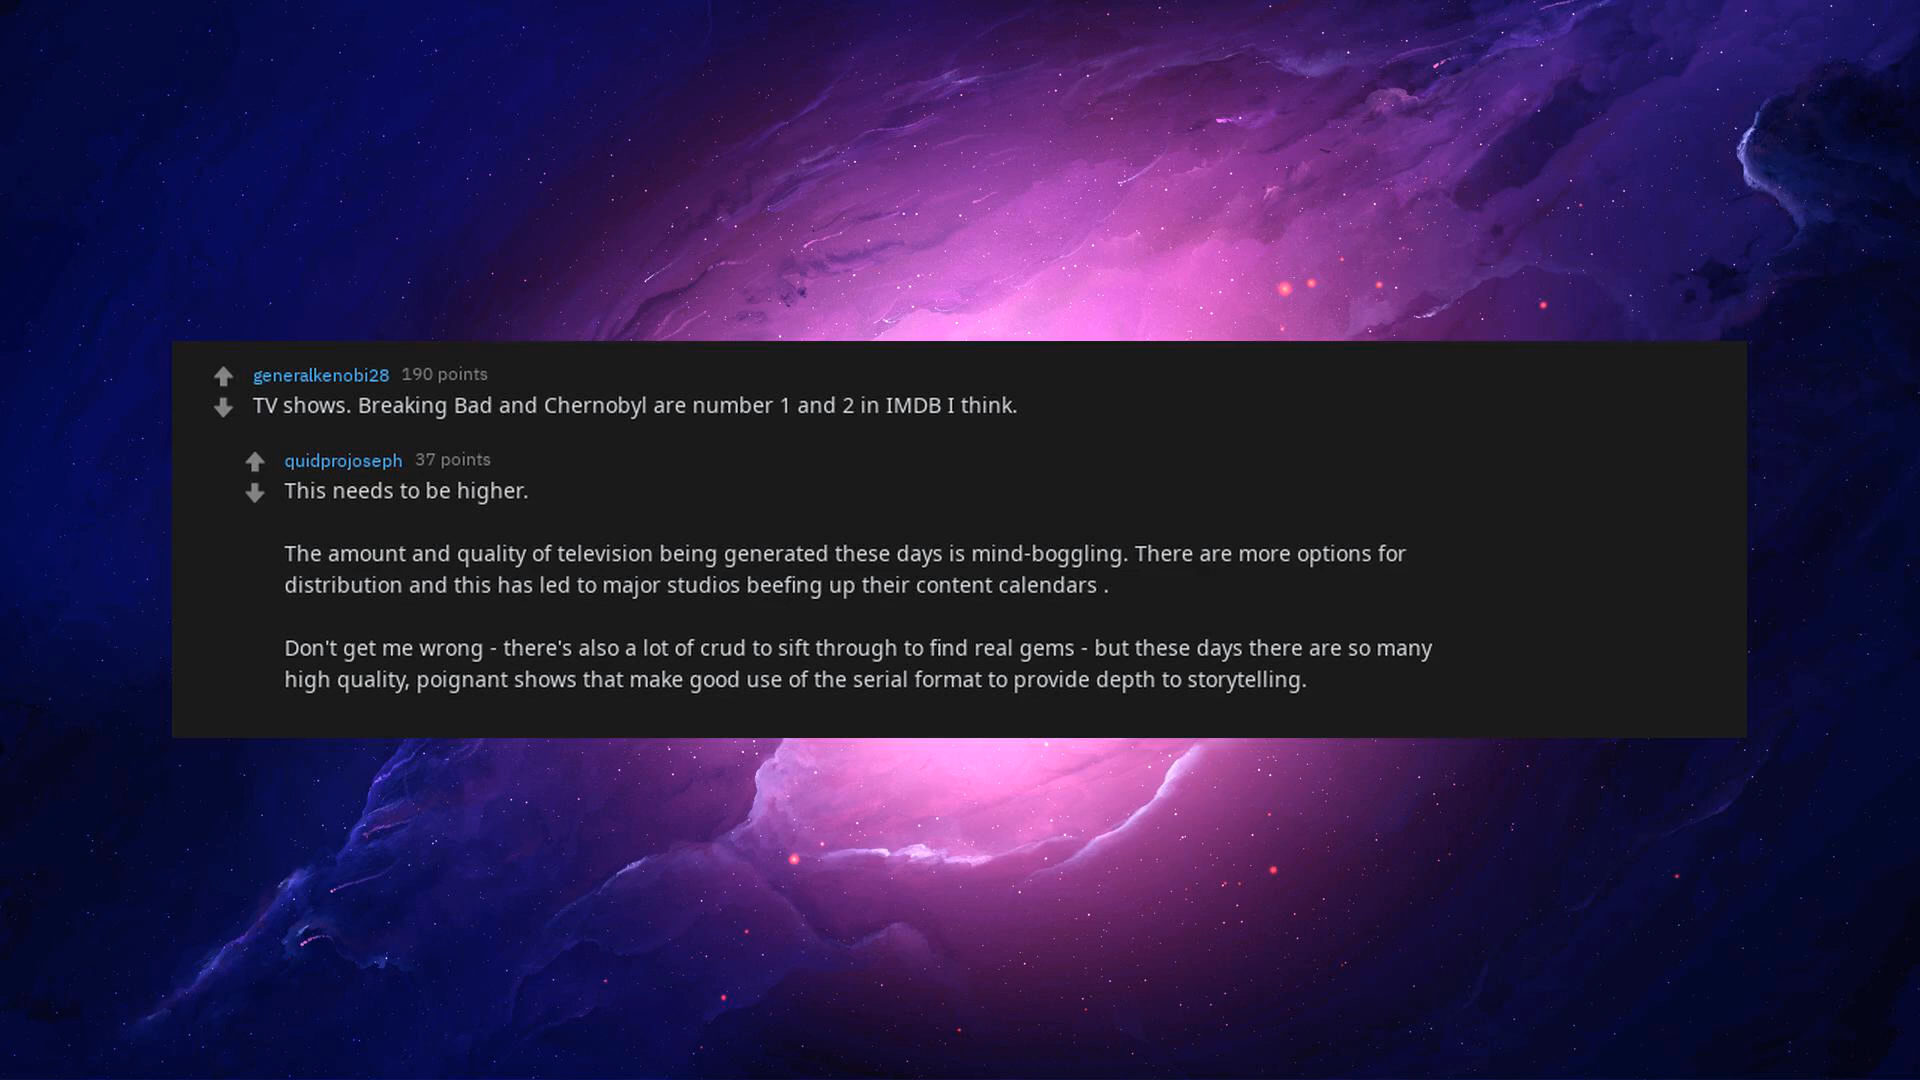 generalkenobi28 190 points
TV shows. Breaking Bad and Chernobyl are number 1 and 2 in IMDB I think.
quidprojoseph 37 points
This needs to be higher.
The amount and quality of television being generated these days is mind-boggling. There are more options for
distribution and this has led to major studios beefing up their content calendars .
Don't get me wrong - there's also a lot of crud to sift through to find real gems - but these days there are so many
high quality, poignant shows that make good use of the serial format to provide depth to storytelling.